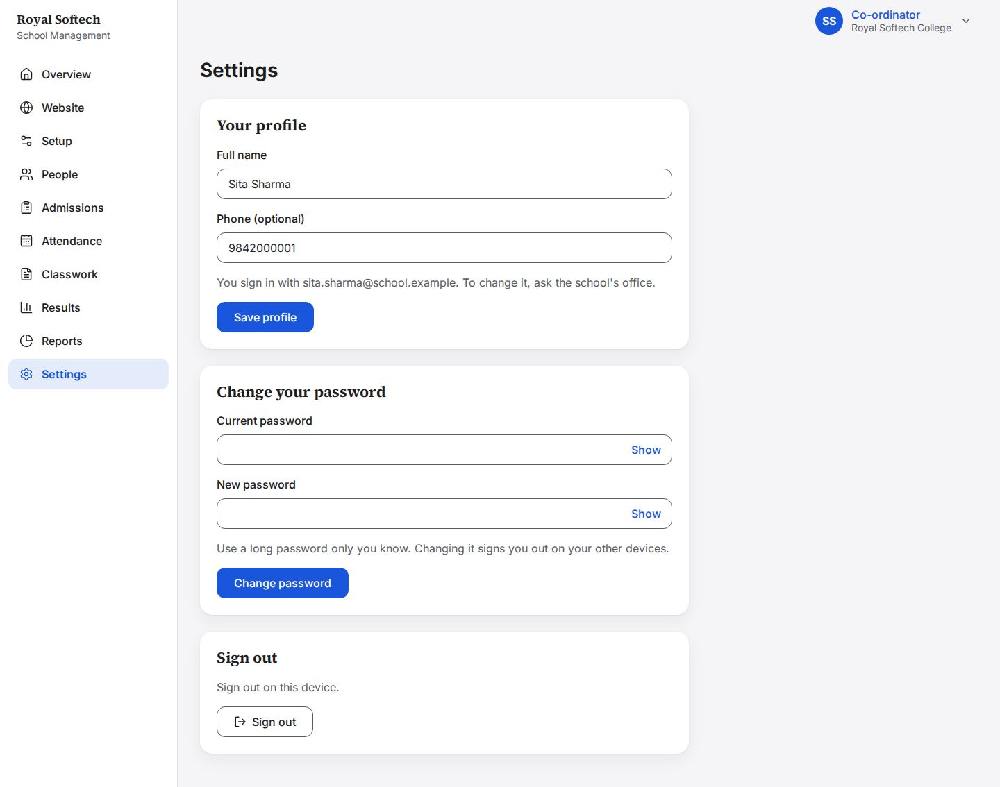 Royal Softech
School Management
Overview
Website
Setup
People
Admissions
Attendance
Classwork
Results
Reports
Settings
SS
Co-ordinator
Royal Softech College
Settings
Your profile
Full name
Sita Sharma
Phone (optional)
9842000001
You sign in with sita.sharma@school.example. To change it, ask the school's office.
Save profile
Change your password
Current password
Show
New password
Show
Use a long password only you know. Changing it signs you out on your other devices.
Change password
Sign out
Sign out on this device.
Sign out